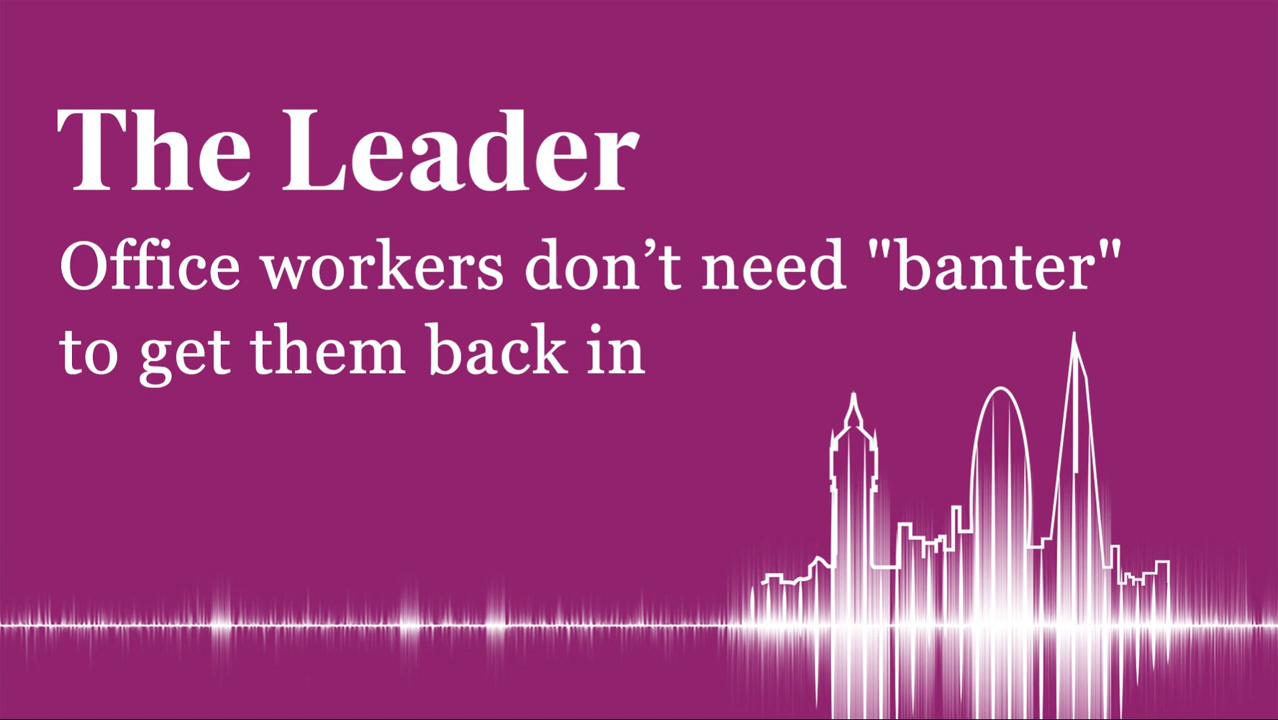 The Leader
Office workers don’t need "banter"
to get them back in